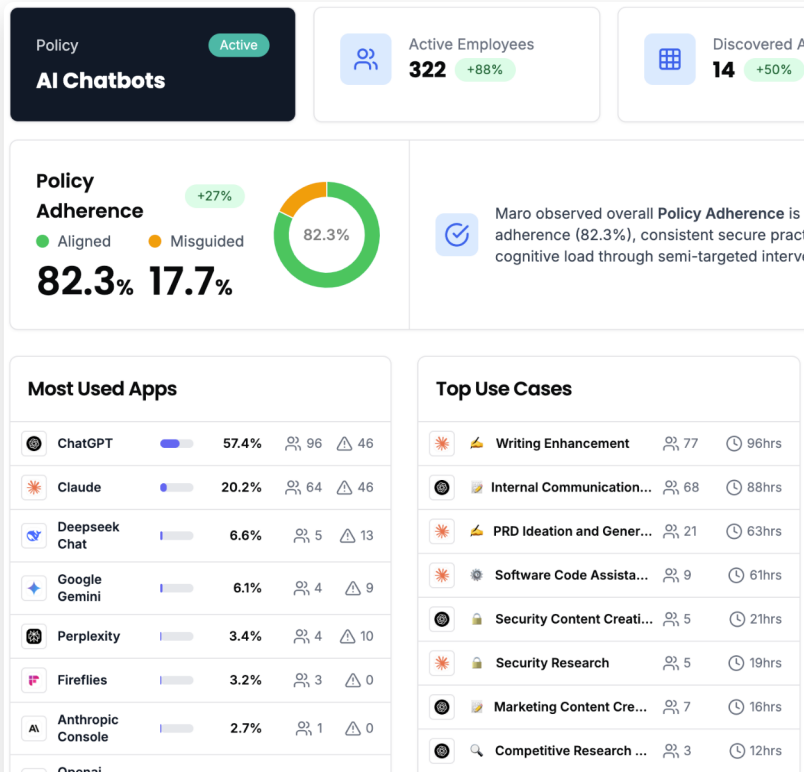 Policy
Active
AI Chatbots
Active Employees
322 +88%
Discovered A
14 +50%
Policy
Adherence
+27%
Aligned
Misguided
82.3% 17.7%
82.3%
Maro observed overall Policy Adherence is
adherence (82.3%), consistent secure pract
cognitive load through semi-targeted interve
Most Used Apps
ChatGPT 57.4% 96 46
Claude 20.2% 64 46
Deepseek
Chat
6.6% 5 13
Google
Gemini
6.1% 4 9
Perplexity 3.4% 4 10
Fireflies 3.2% 3 0
Anthropic
Console
2.7% 1 0
Openai
Top Use Cases
Writing Enhancement 77 96hrs
Internal Communication... 68 88hrs
PRD Ideation and Gener... 21 63hrs
Software Code Assista... 9 61hrs
Security Content Creati... 5 21hrs
Security Research 5 19hrs
Marketing Content Cre... 7 16hrs
Competitive Research ... 3 12hrs